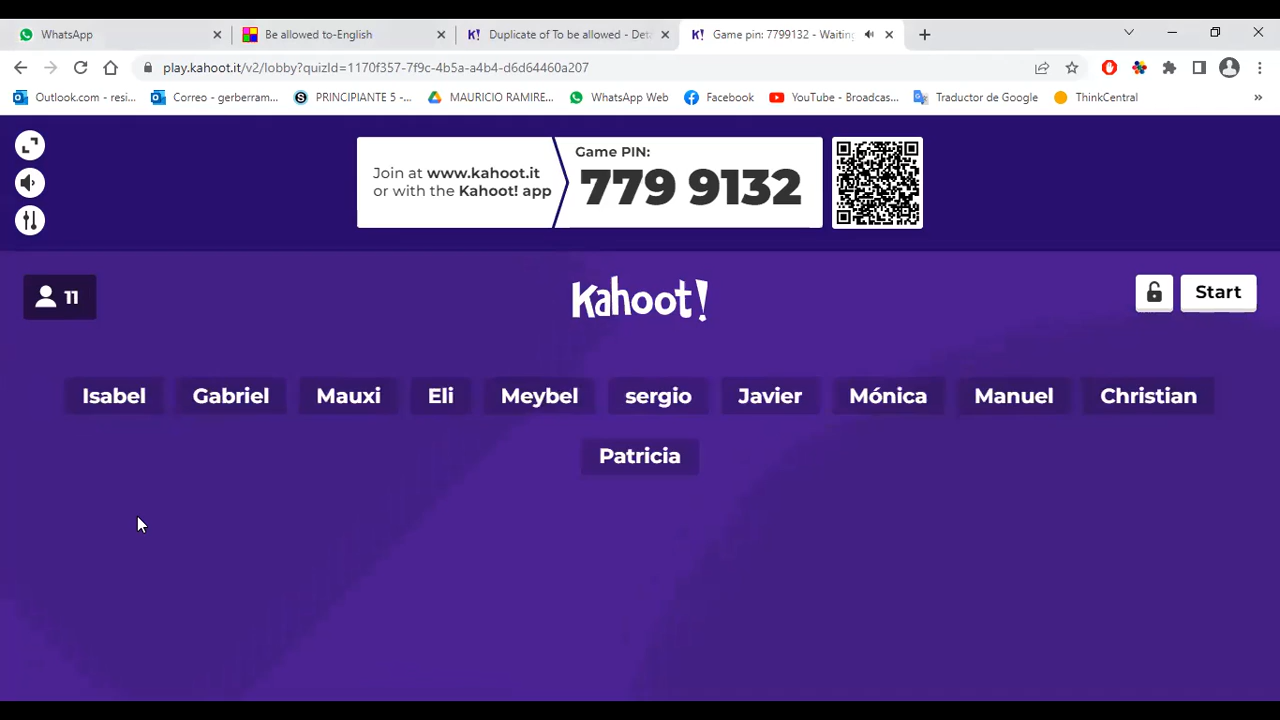 WhatsApp
Be allowed to-English
Duplicate of To be allowed - Det
Game pin: 7799132 - Waiting
play.kahoot.it/v2/lobby?quizId=1170f357-7f9c-4b5a-a4b4-d6d64460a207
Outlook.com - resi...
Correo - gerberram...
PRINCIPIANTE 5 -...
MAURICIO RAMIRE...
WhatsApp Web
Facebook
YouTube - Broadcas...
Traductor de Google
ThinkCentral
Join at www.kahoot.it
or with the Kahoot! app
Game PIN:
779 9132
11
Kahoot!
Start
Isabel Gabriel Mauxi Eli Meybel sergio Javier Mónica Manuel Christian
Patricia